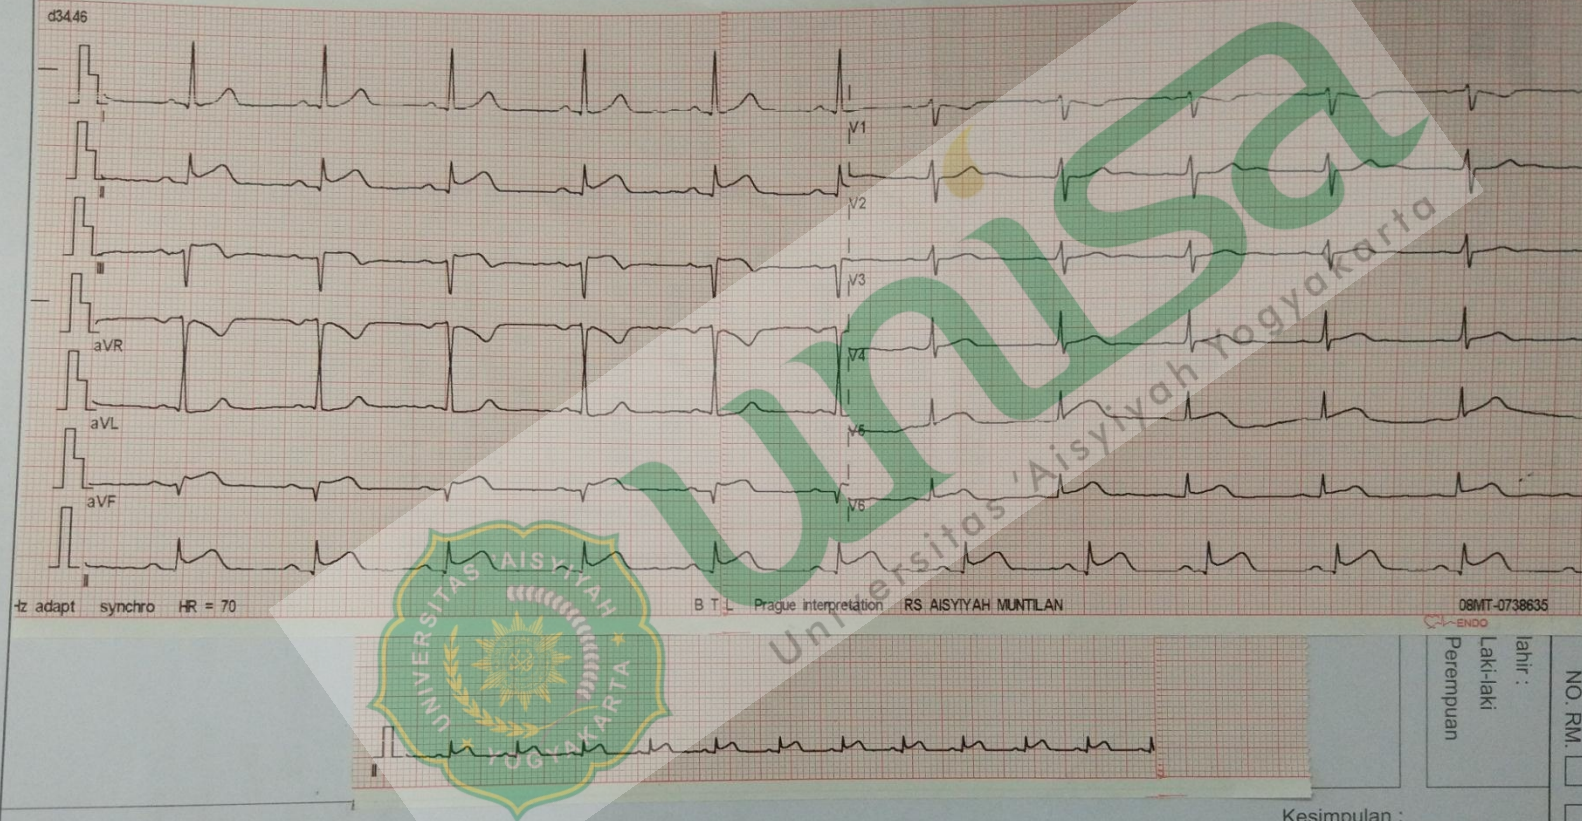 d34.46
I
II
III
aVR
aVL
aVF
II
V1
V2
V3
V4
V5
V6
Hz adapt synchro HR = 70 B T L Prague interpretation RS AISYIYAH MUNTILAN 08MT-0738635
ENDO
unisa
Universitas 'Aisyiyah Yogyakarta
UNIVERSITAS 'AISYIYAH
YOGYAKARTA
II
lahir :
Laki-laki
Perempuan
NO. RM.
Kesimpulan :